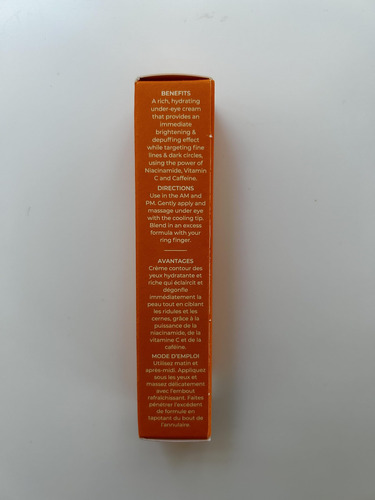 BENEFITS
A rich, hydrating
under-eye cream
that provides an
immediate
brightening &
depuffing effect
while targeting fine
lines & dark circles,
using the power of
Niacinamide, Vitamin
C and Caffeine.
DIRECTIONS
Use in the AM and
PM. Gently apply and
massage under eye
with the cooling tip.
Blend in an excess
formula with your
ring finger.
AVANTAGES
Crème contour des
yeux hydratante et
riche qui éclaircit et
dégonfle
immédiatement la
peau tout en ciblant
les ridules et les
cernes, grâce à la
puissance de la
niacinamide, de la
vitamine C et de la
caféine.
MODE D'EMPLOI
Utilisez matin et
après-midi. Appliquez
sous les yeux et
massez délicatement
avec l'embout
rafraîchissant. Faites
pénétrer l'excédent
de formule en
tapotant du bout de
l'annulaire.